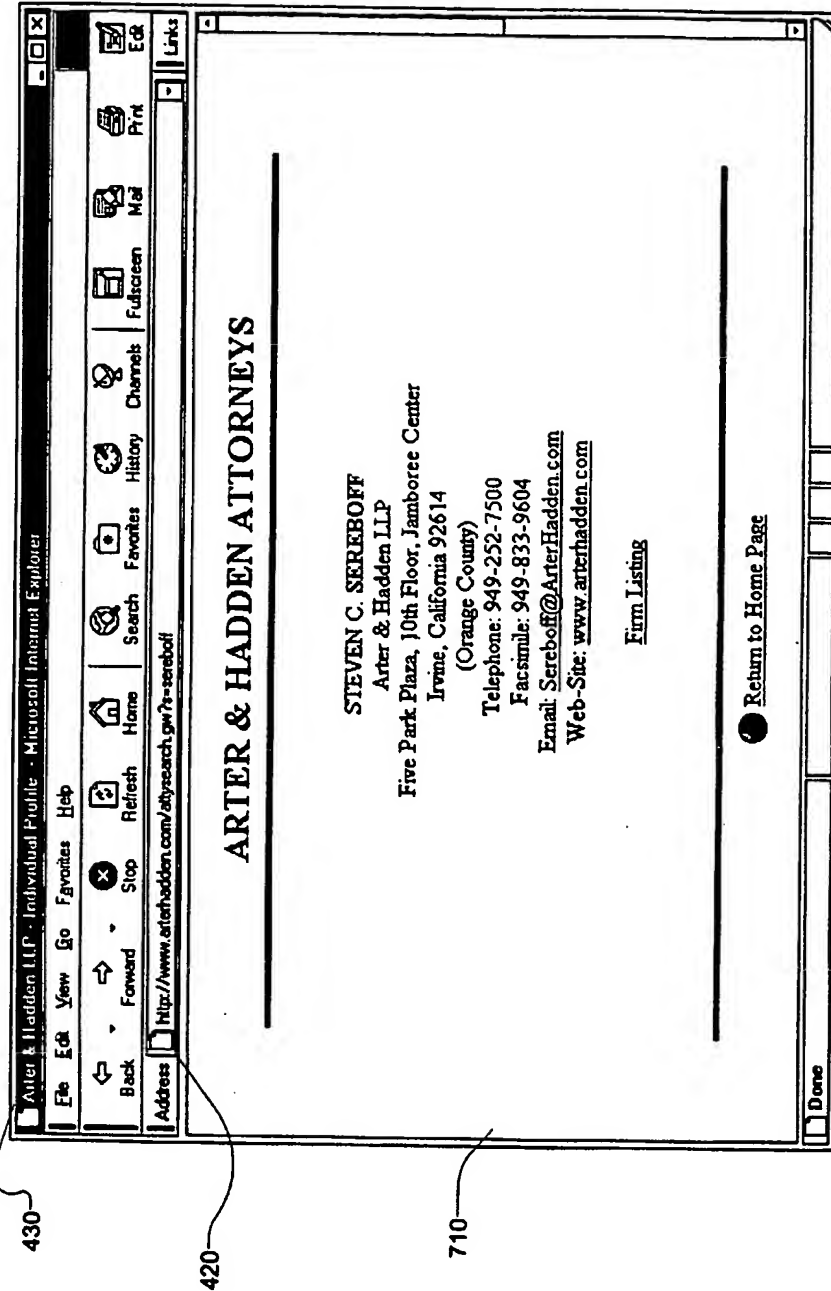 430
Arter & Hadden LLP - Individual Profile - Microsoft Internet Explorer
File Edit View Go Favorites Help
Back Forward Stop Refresh Home Search Favorites History Channels Fullscreen Mail Print Edit
420
Address http://www.arterhadden.com/attysearch.gw?s=sereboff Links
ARTER & HADDEN ATTORNEYS
710
STEVEN C. SEREBOFF
Arter & Hadden LLP
Five Park Plaza, 10th Floor, Jamboree Center
Irvine, California 92614
(Orange County)
Telephone: 949-252-7500
Facsimile: 949-833-9604
Email: Sereboff@ArterHadden.com
Web-Site: www.arterhadden.com
Firm Listing
Return to Home Page
Done